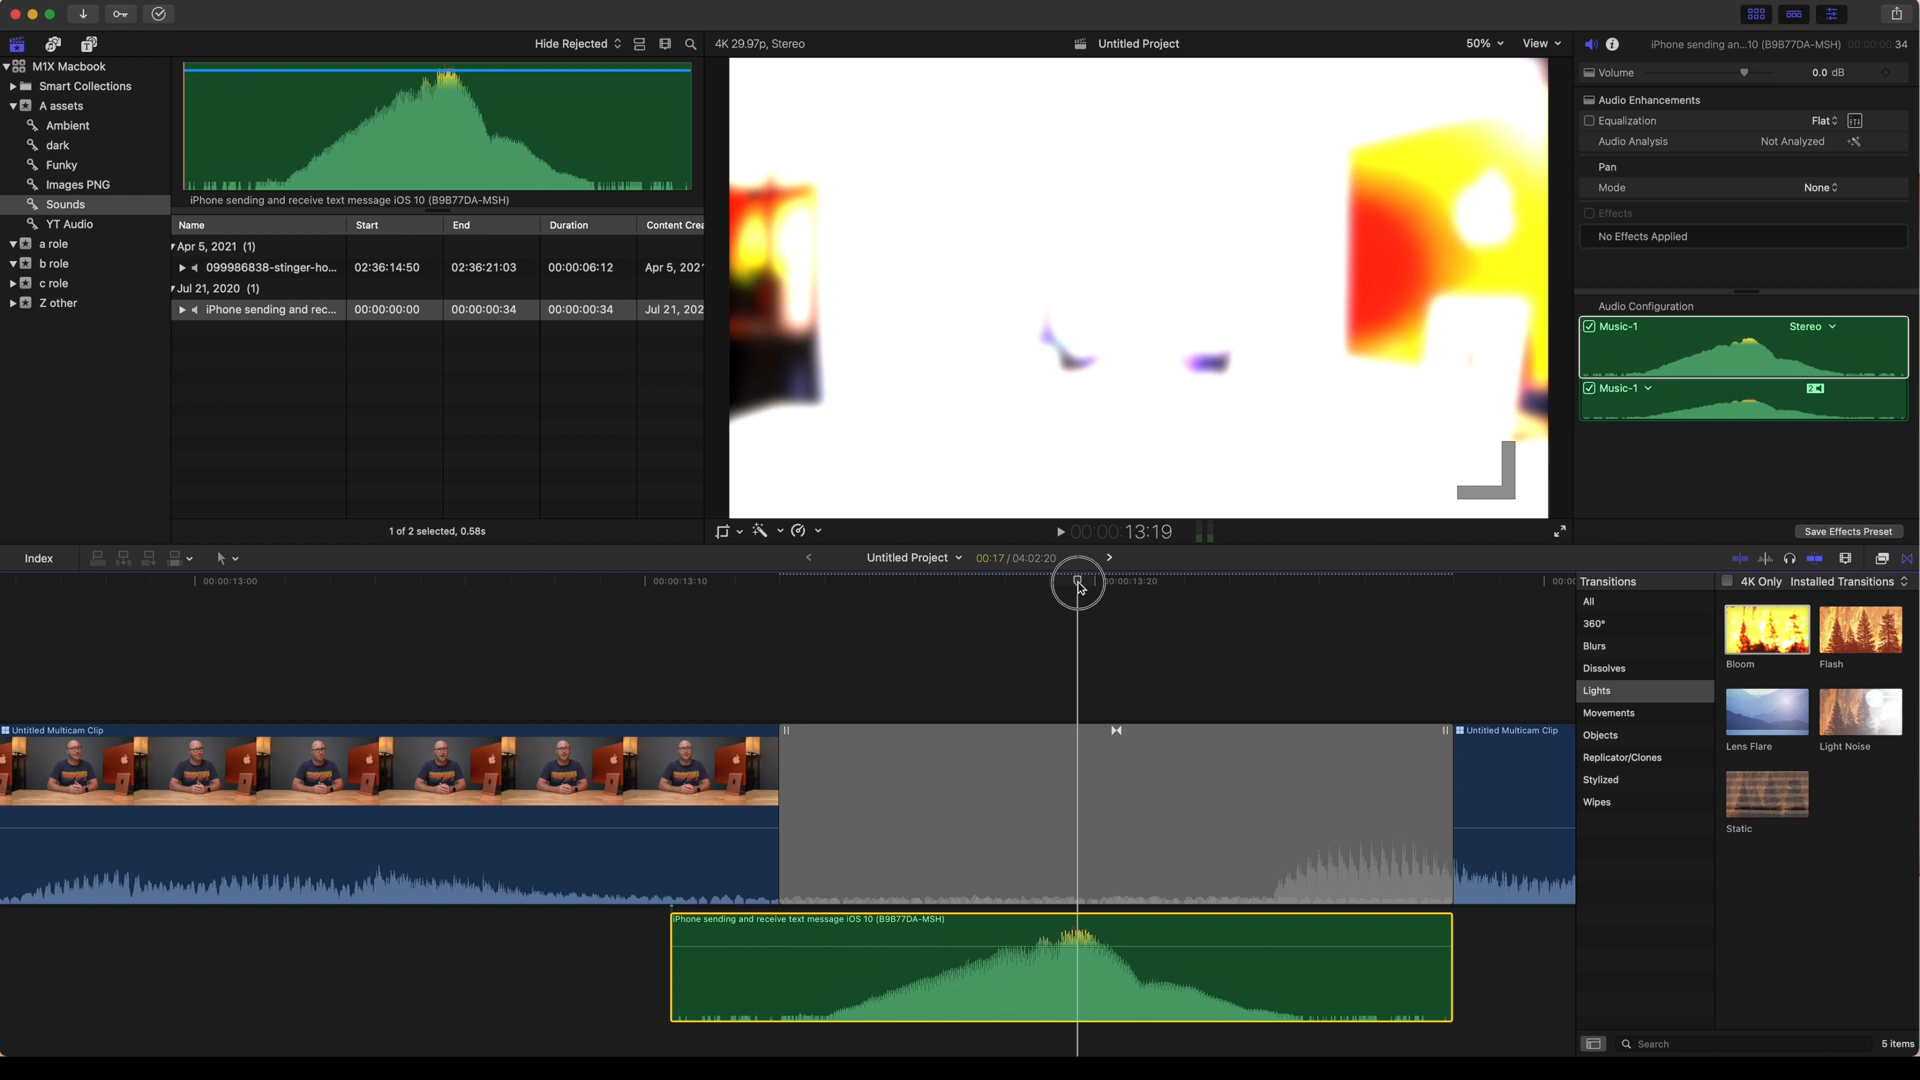 Hide Rejected
4K 29.97p, Stereo
Untitled Project
50%
View
iPhone sending an...10 (B9B77DA-MSH)
00:00:00:34
M1X Macbook
Smart Collections
A assets
Ambient
dark
Funky
Images PNG
Sounds
YT Audio
a role
b role
c role
Z other
iPhone sending and receive text message iOS 10 (B9B77DA-MSH)
Name Start End Duration Content Crea
Apr 5, 2021 (1)
099986838-stinger-ho... 02:36:14:50 02:36:21:03 00:00:06:12 Apr 5, 2021
Jul 21, 2020 (1)
iPhone sending and rec... 00:00:00:00 00:00:00:34 00:00:00:34 Jul 21, 202
1 of 2 selected, 0.58s
00:00:13:19
Volume 0.0 dB
Audio Enhancements
Equalization Flat
Audio Analysis Not Analyzed
Pan
Mode None
Effects
No Effects Applied
Audio Configuration
Music-1 Stereo
Music-1 2
Save Effects Preset
Index
Untitled Project 00:17 / 04:02:20
00:00:13:00
00:00:13:10
00:00:13:20
00:00
Untitled Multicam Clip
Untitled Multicam Clip
iPhone sending and receive text message iOS 10 (B9B77DA-MSH)
Transitions
4K Only Installed Transitions
All
360°
Blurs
Dissolves
Lights
Movements
Objects
Replicator/Clones
Stylized
Wipes
Bloom
Flash
Lens Flare
Light Noise
Static
Search
5 items